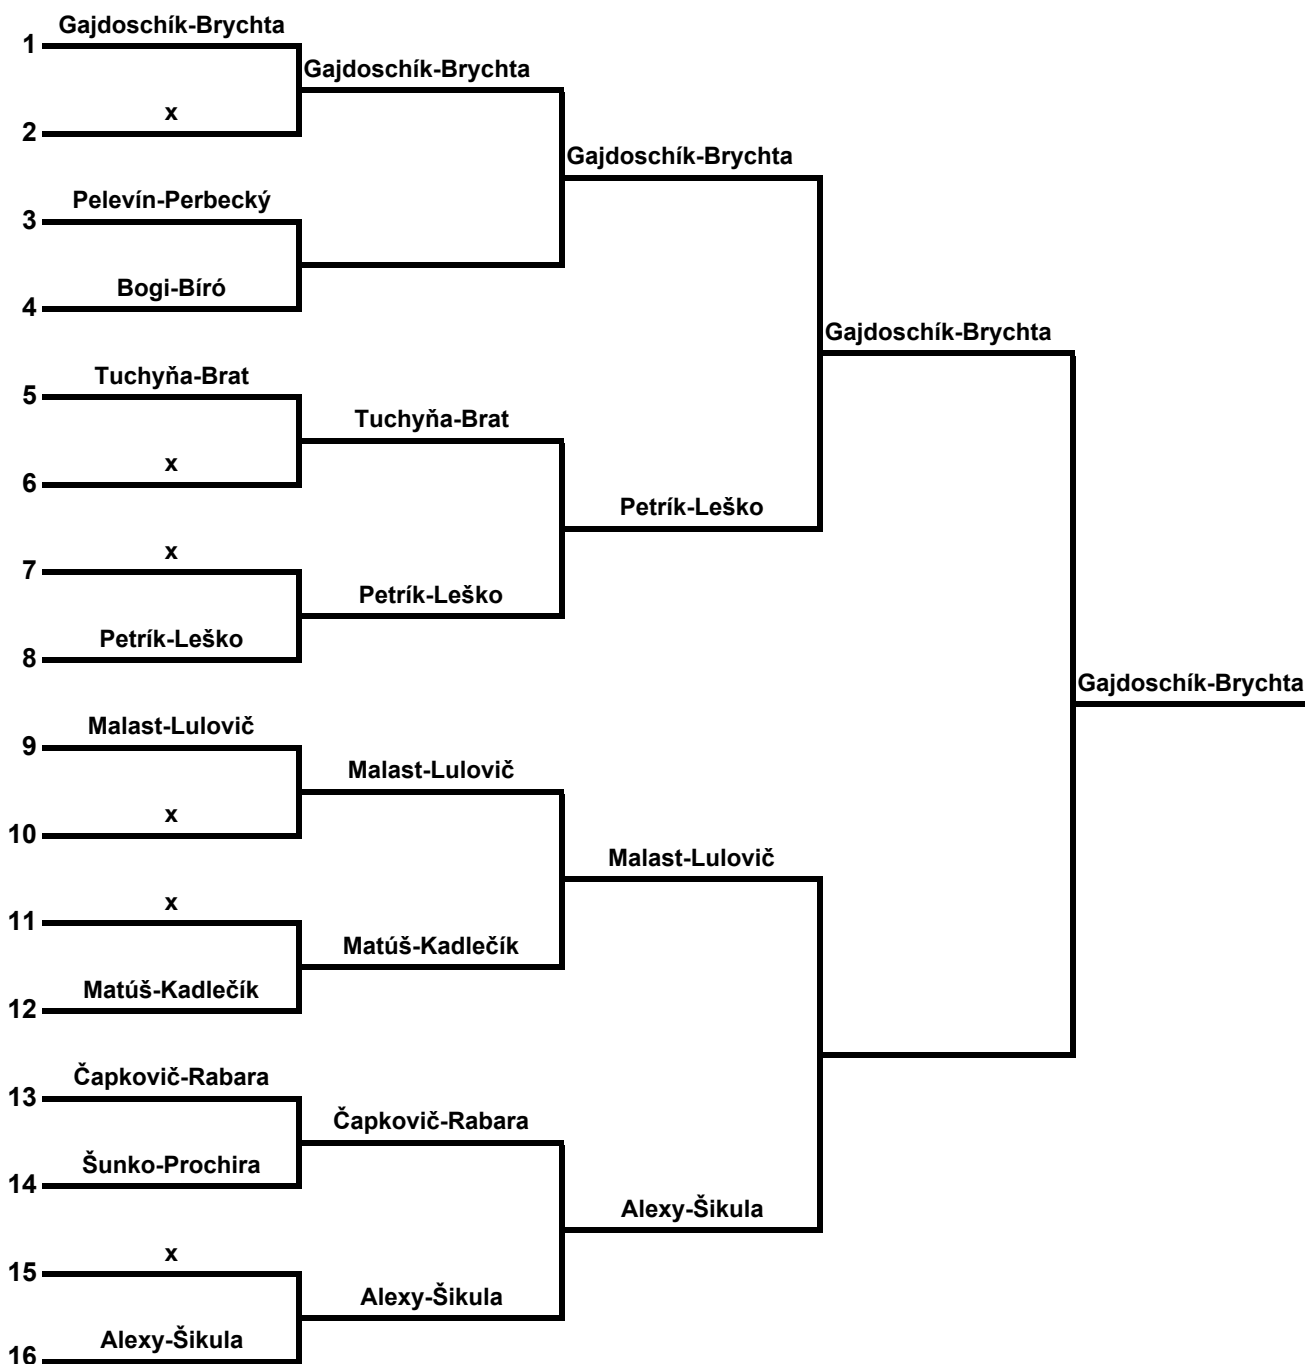 Gajdoschík-Brychta
1
Gajdoschík-Brychta
x
2
Gajdoschík-Brychta
Pelevín-Perbecký
3
Bogi-Bíró
4
Gajdoschík-Brychta
Tuchyňa-Brat
5
Tuchyňa-Brat
x
6
Petrík-Leško
x
7
Petrík-Leško
Petrík-Leško
8
Gajdoschík-Brychta
Malast-Lulovič
9
Malast-Lulovič
x
10
Malast-Lulovič
x
11
Matúš-Kadlečík
Matúš-Kadlečík
12
Čapkovič-Rabara
13
Čapkovič-Rabara
Šunko-Prochira
14
Alexy-Šikula
x
15
Alexy-Šikula
Alexy-Šikula
16